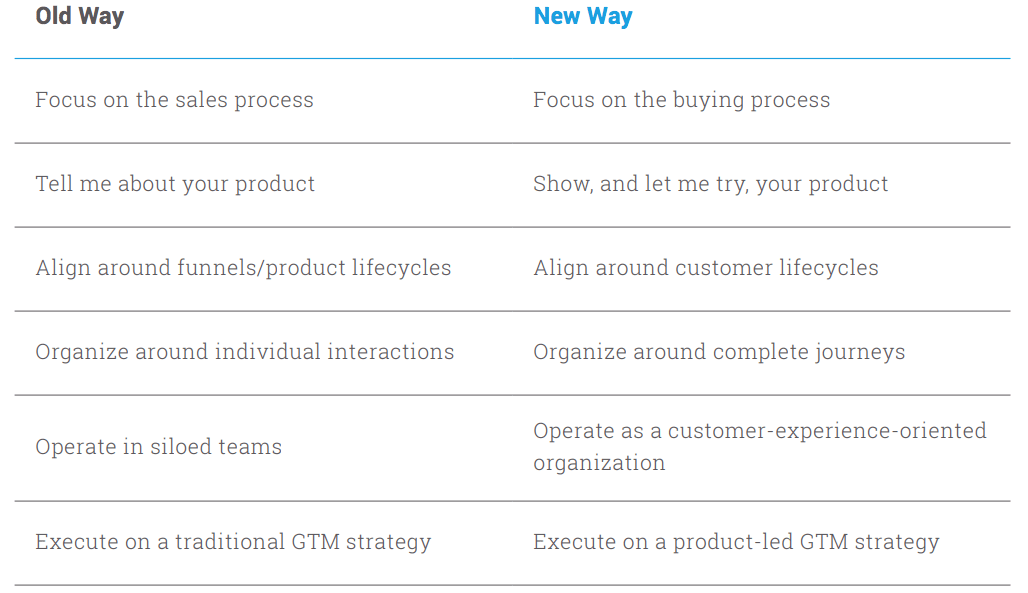 Old Way
New Way
Focus on the sales process
Focus on the buying process
Tell me about your product
Show, and let me try, your product
Align around funnels/product lifecycles
Align around customer lifecycles
Organize around individual interactions
Organize around complete journeys
Operate in siloed teams
Operate as a customer-experience-oriented
organization
Execute on a traditional GTM strategy
Execute on a product-led GTM strategy